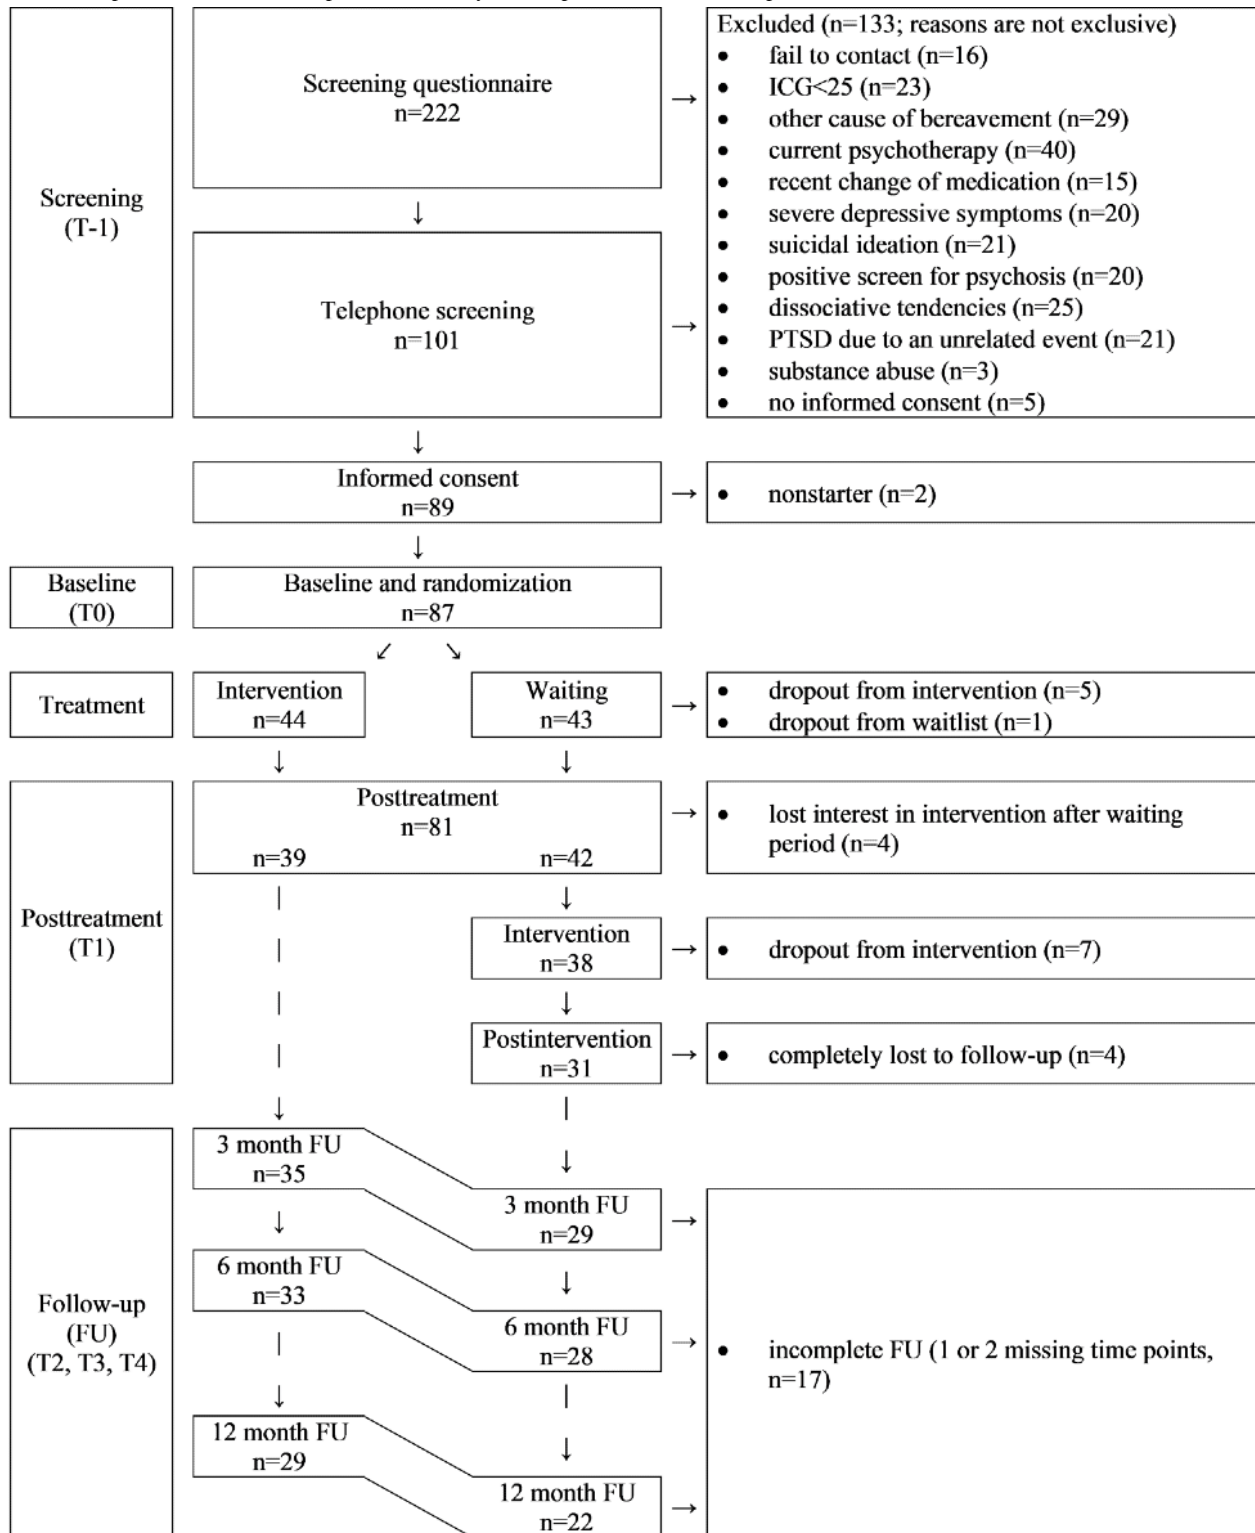 Screening questionnaire
n=222
→
Excluded (n=133; reasons are not exclusive)
• fail to contact (n=16)
• ICG<25 (n=23)
• other cause of bereavement (n=29)
• current psychotherapy (n=40)
• recent change of medication (n=15)
• severe depressive symptoms (n=20)
• suicidal ideation (n=21)
• positive screen for psychosis (n=20)
• dissociative tendencies (n=25)
• PTSD due to an unrelated event (n=21)
• substance abuse (n=3)
• no informed consent (n=5)
Screening
(T-1)
↓
Telephone screening
n=101
→
↓
Informed consent
n=89
→
• nonstarter (n=2)
↓
Baseline
(T0)
Baseline and randomization
n=87
↙ ↘
Treatment
Intervention
n=44
Waiting
n=43
→
• dropout from intervention (n=5)
• dropout from waitlist (n=1)
↓ ↓
Posttreatment
(T1)
Posttreatment
n=81
n=39
n=42
→
• lost interest in intervention after waiting
period (n=4)
↓
Intervention
n=38
→
• dropout from intervention (n=7)
↓
Postintervention
n=31
→
• completely lost to follow-up (n=4)
↓
Follow-up
(FU)
(T2, T3, T4)
3 month FU
n=35
↓
3 month FU
n=29
→
↓
6 month FU
n=33
↓
6 month FU
n=28
→
• incomplete FU (1 or 2 missing time points,
n=17)
↓
12 month FU
n=29
↓
12 month FU
n=22
→